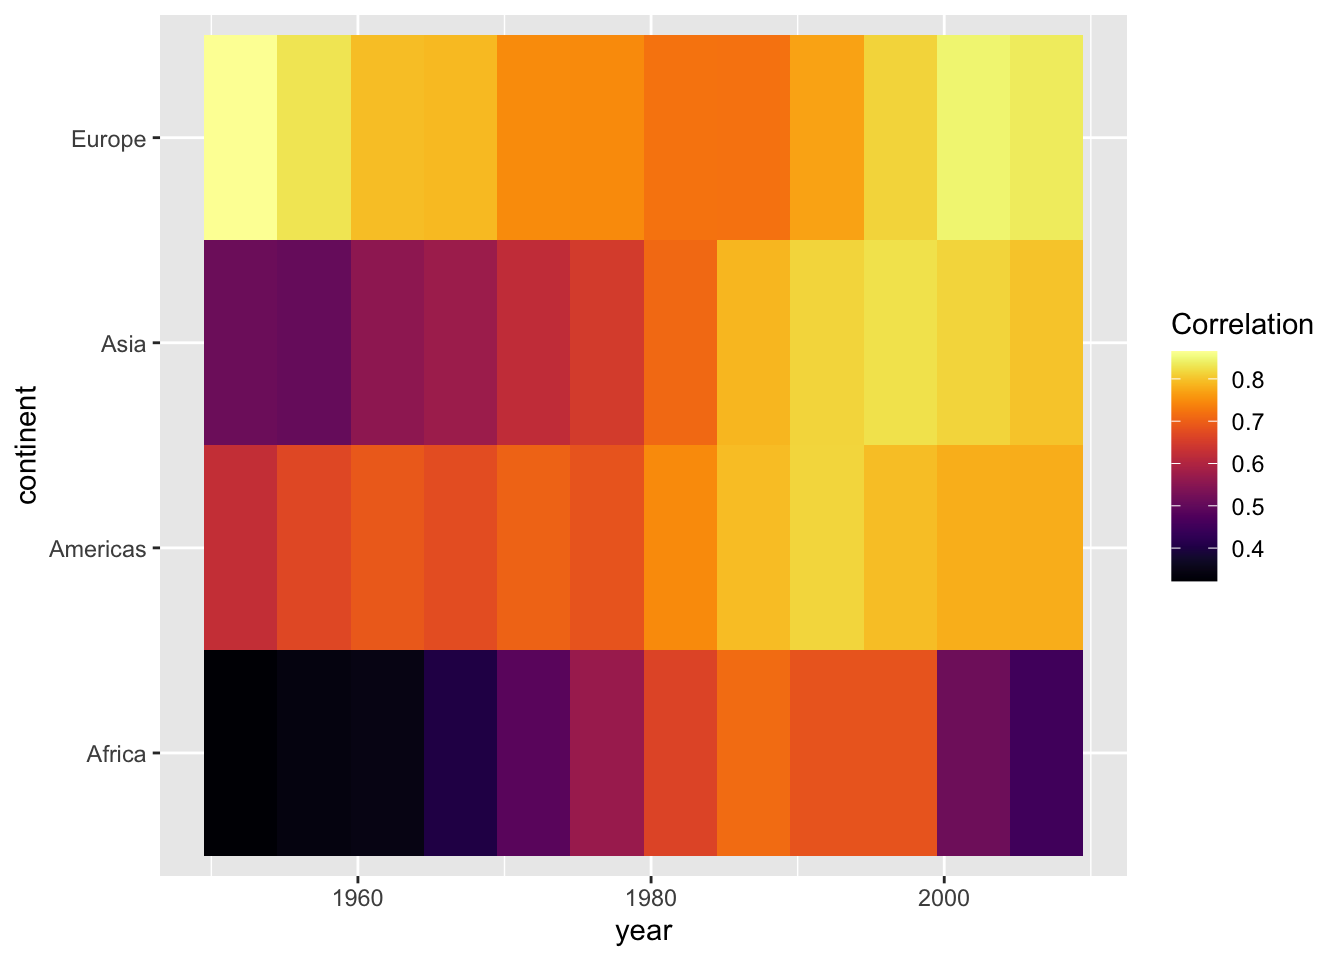 Europe
Asia
Americas
Africa
continent
1960
1980
2000
year
Correlation
0.8
0.7
0.6
0.5
0.4